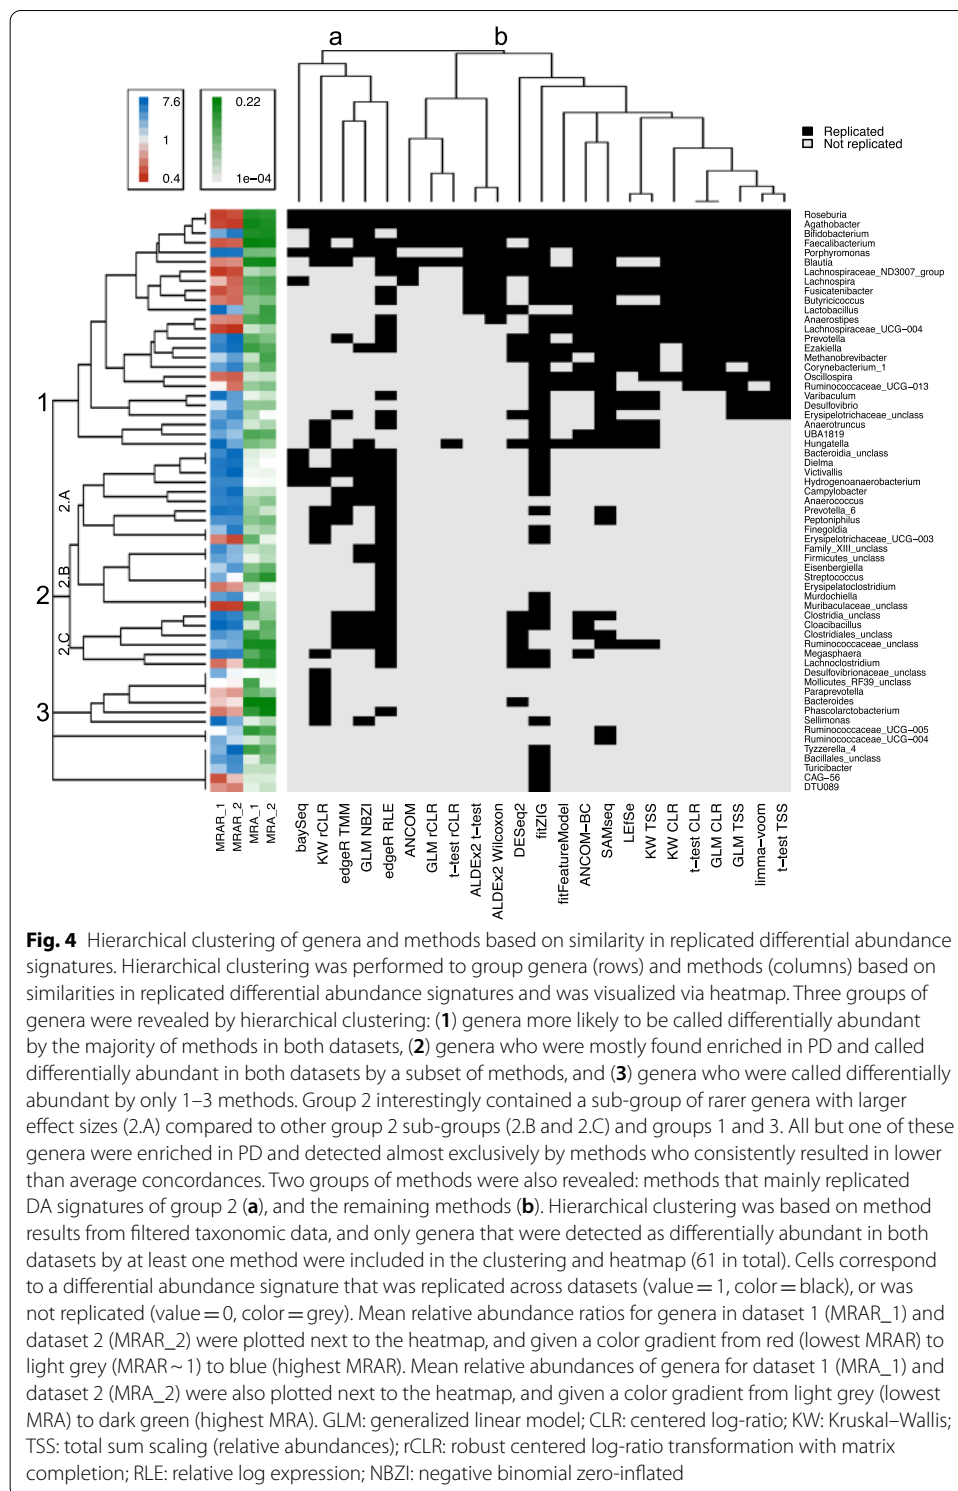 a
b
7.6
1
0.4
0.22
1e−04
Replicated
Not replicated
Roseburia
Agathobacter
Bifidobacterium
Faecalibacterium
Porphyromonas
Blautia
Lachnospiraceae_ND3007_group
Lachnospira
Fusicatenibacter
Butyricicoccus
Lactobacillus
Anaerostipes
Lachnospiraceae_UCG−004
Prevotella
Ezakiella
Methanobrevibacter
Corynebacterium_1
Oscillospira
Ruminococcaceae_UCG−013
Varibaculum
Desulfovibrio
Erysipelotrichaceae_unclass
Anaerotruncus
UBA1819
Hungatella
Bacteroidia_unclass
Dielma
Victivallis
Hydrogenoanaerobacterium
Campylobacter
Anaerococcus
Prevotella_6
Peptoniphilus
Finegoldia
Erysipelotrichaceae_UCG−003
Family_XIII_unclass
Firmicutes_unclass
Eisenbergiella
Streptococcus
Erysipelatoclostridium
Murdochiella
Muribaculaceae_unclass
Clostridia_unclass
Cloacibacillus
Clostridiales_unclass
Ruminococcaceae_unclass
Megasphaera
Lachnoclostridium
Desulfovibrionaceae_unclass
Mollicutes_RF39_unclass
Paraprevotella
Bacteroides
Phascolarctobacterium
Sellimonas
Ruminococcaceae_UCG−005
Ruminococcaceae_UCG−004
Tyzzerella_4
Bacillales_unclass
Turicibacter
CAG−56
DTU089
1
2
3
2.A
2.B
2.C
MRAR_1
MRAR_2
MRA_1
MRA_2
baySeq
KW rCLR
edgeR TMM
GLM NBZI
edgeR RLE
ANCOM
GLM rCLR
t−test rCLR
ALDEx2 t−test
ALDEx2 Wilcoxon
DESeq2
fitZIG
fitFeatureModel
ANCOM−BC
SAMseq
LEfSe
KW TSS
KW CLR
t−test CLR
GLM CLR
GLM TSS
limma−voom
t−test TSS
Fig. 4 Hierarchical clustering of genera and methods based on similarity in replicated differential abundance
signatures. Hierarchical clustering was performed to group genera (rows) and methods (columns) based on
similarities in replicated differential abundance signatures and was visualized via heatmap. Three groups of
genera were revealed by hierarchical clustering: (1) genera more likely to be called differentially abundant
by the majority of methods in both datasets, (2) genera who were mostly found enriched in PD and called
differentially abundant in both datasets by a subset of methods, and (3) genera who were called differentially
abundant by only 1–3 methods. Group 2 interestingly contained a sub-group of rarer genera with larger
effect sizes (2.A) compared to other group 2 sub-groups (2.B and 2.C) and groups 1 and 3. All but one of these
genera were enriched in PD and detected almost exclusively by methods who consistently resulted in lower
than average concordances. Two groups of methods were also revealed: methods that mainly replicated
DA signatures of group 2 (a), and the remaining methods (b). Hierarchical clustering was based on method
results from filtered taxonomic data, and only genera that were detected as differentially abundant in both
datasets by at least one method were included in the clustering and heatmap (61 in total). Cells correspond
to a differential abundance signature that was replicated across datasets (value = 1, color = black), or was
not replicated (value = 0, color = grey). Mean relative abundance ratios for genera in dataset 1 (MRAR_1) and
dataset 2 (MRAR_2) were plotted next to the heatmap, and given a color gradient from red (lowest MRAR) to
light grey (MRAR ~ 1) to blue (highest MRAR). Mean relative abundances of genera for dataset 1 (MRA_1) and
dataset 2 (MRA_2) were also plotted next to the heatmap, and given a color gradient from light grey (lowest
MRA) to dark green (highest MRA). GLM: generalized linear model; CLR: centered log-ratio; KW: Kruskal–Wallis;
TSS: total sum scaling (relative abundances); rCLR: robust centered log-ratio transformation with matrix
completion; RLE: relative log expression; NBZI: negative binomial zero-inflated